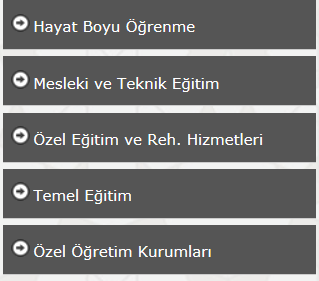 Hayat Boyu Öğrenme
Mesleki ve Teknik Eğitim
Özel Eğitim ve Reh. Hizmetleri
Temel Eğitim
Özel Öğretim Kurumları